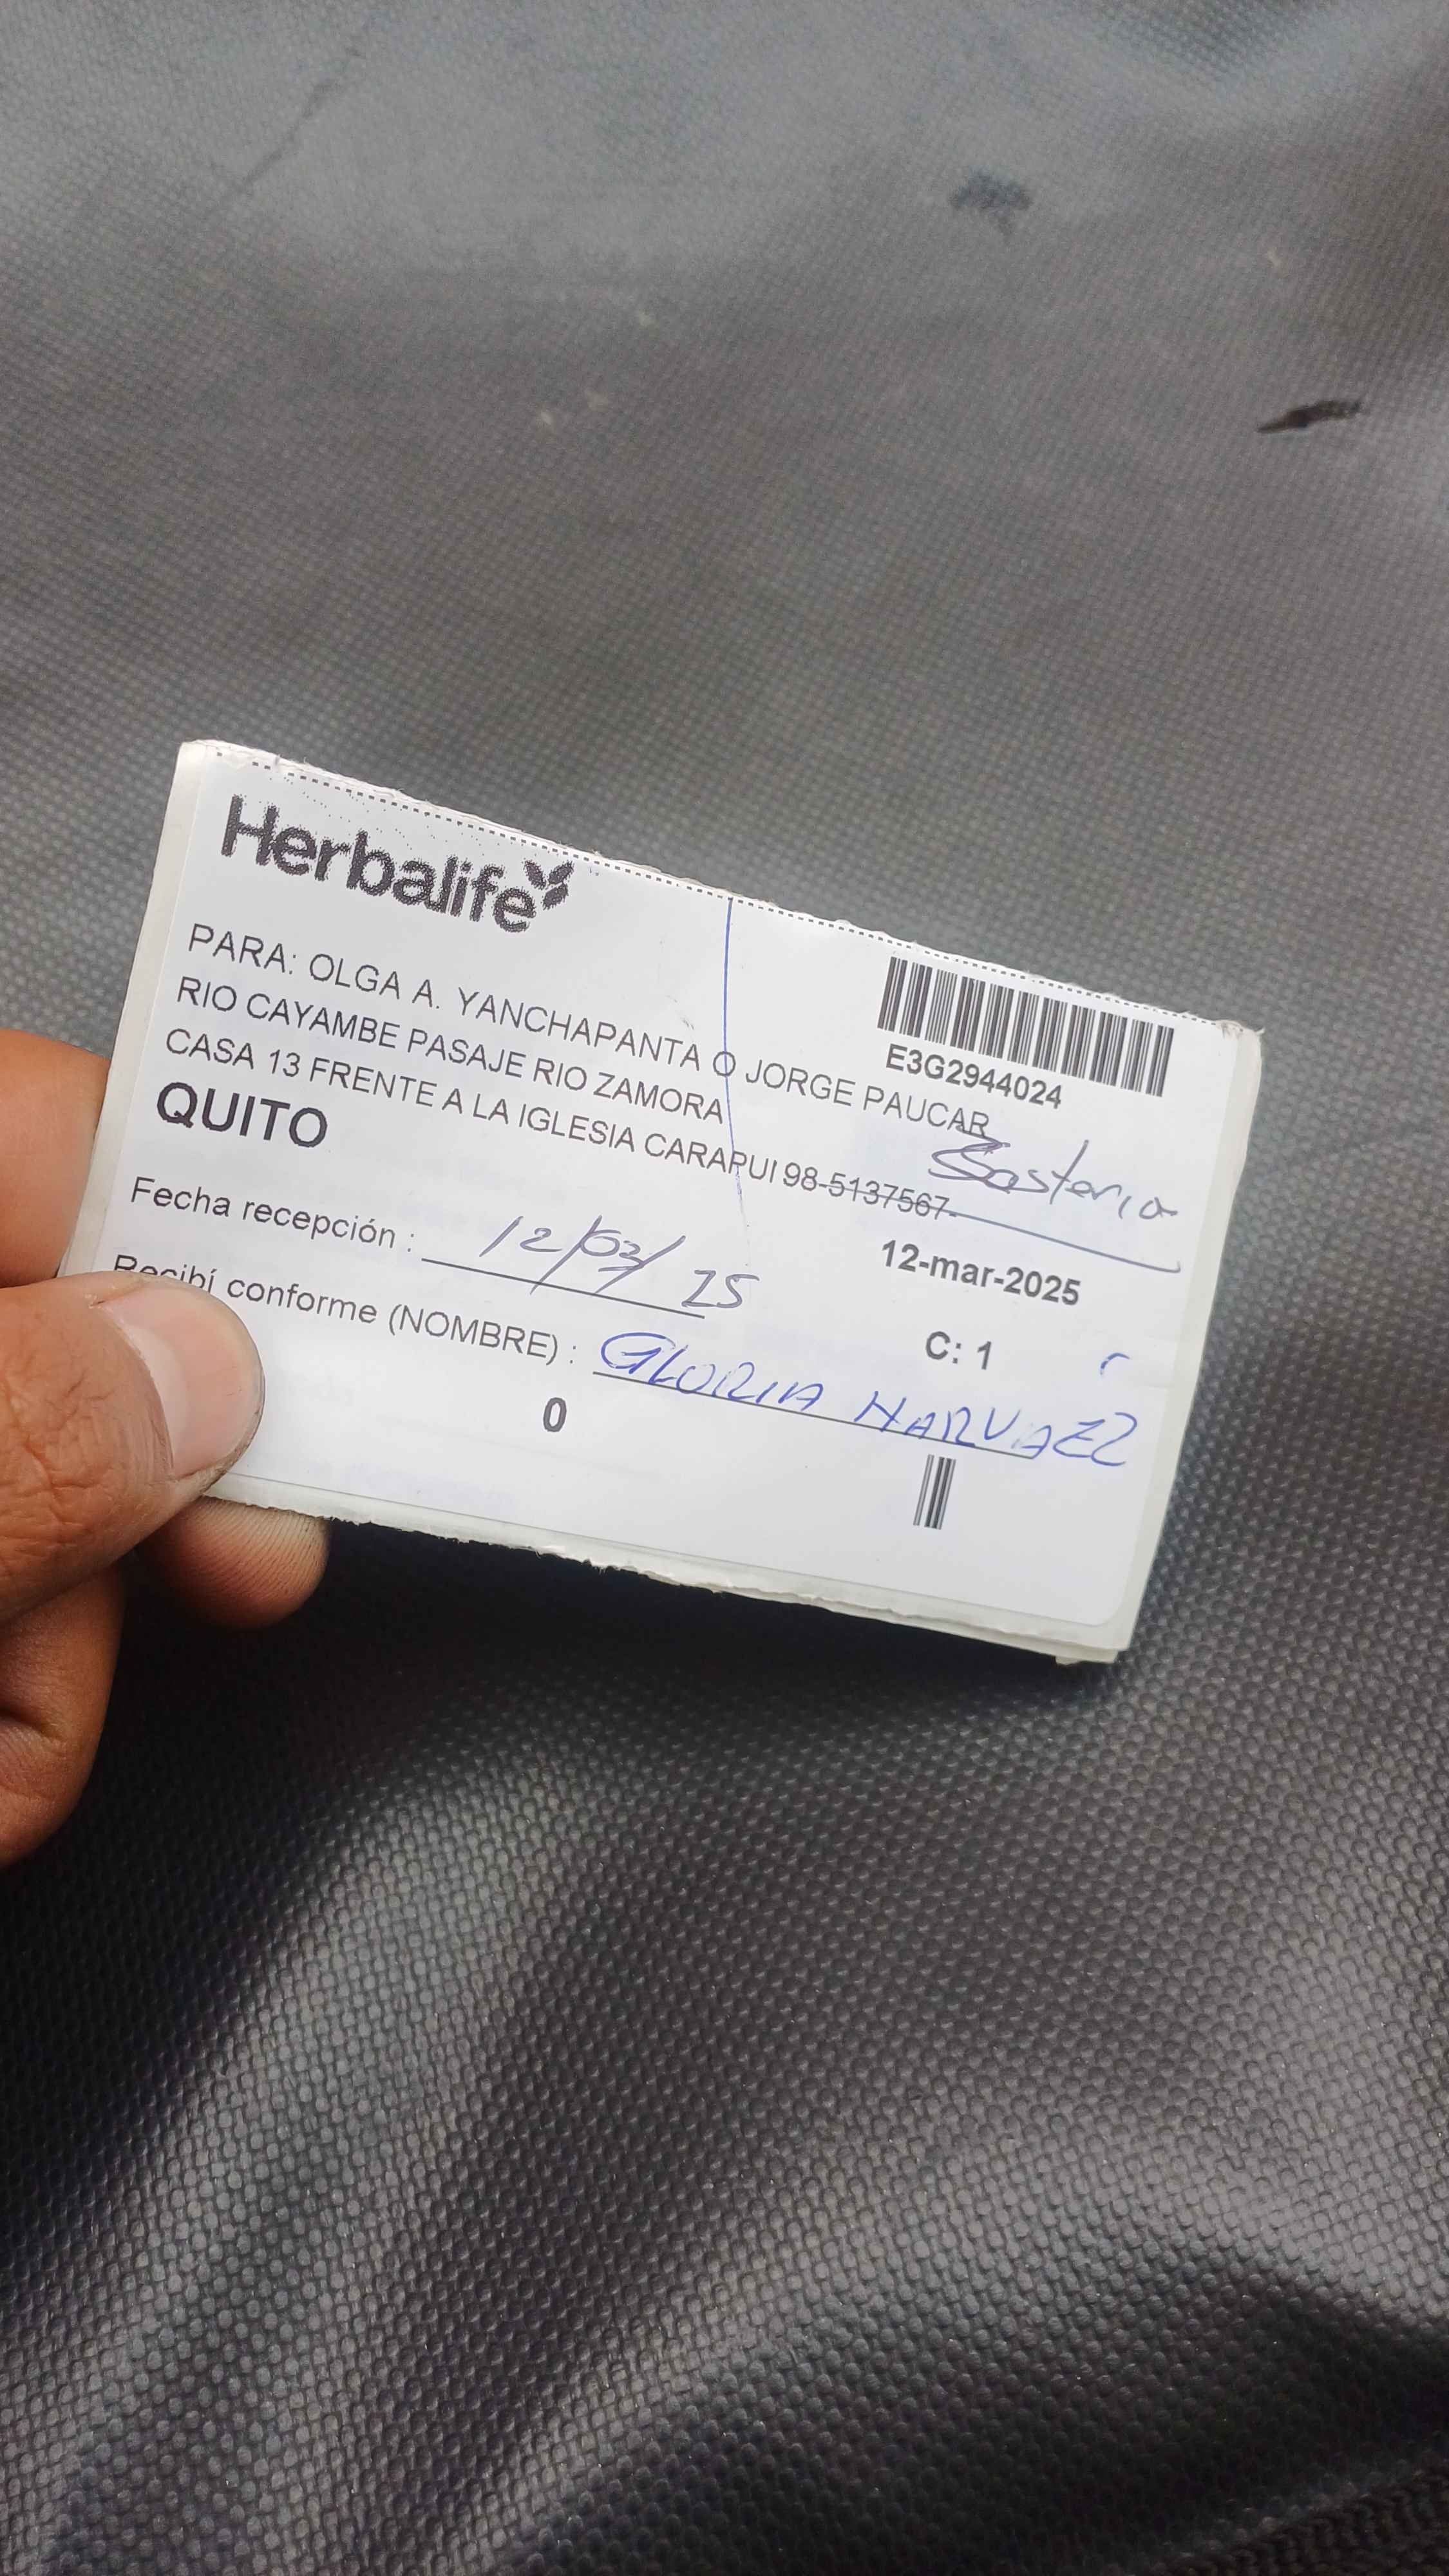 Herbalife
E3G2944024
PARA: OLGA A. YANCHAPANTA O JORGE PAUCAR
RIO CAYAMBE PASAJE RIO ZAMORA
CASA 13 FRENTE A LA IGLESIA CARAPUI 98-5137567-
QUITO
12-mar-2025
Fecha recepción : 12/03/25
C: 1
Recibí conforme (NOMBRE) : GLORIA NARVAEZ
0